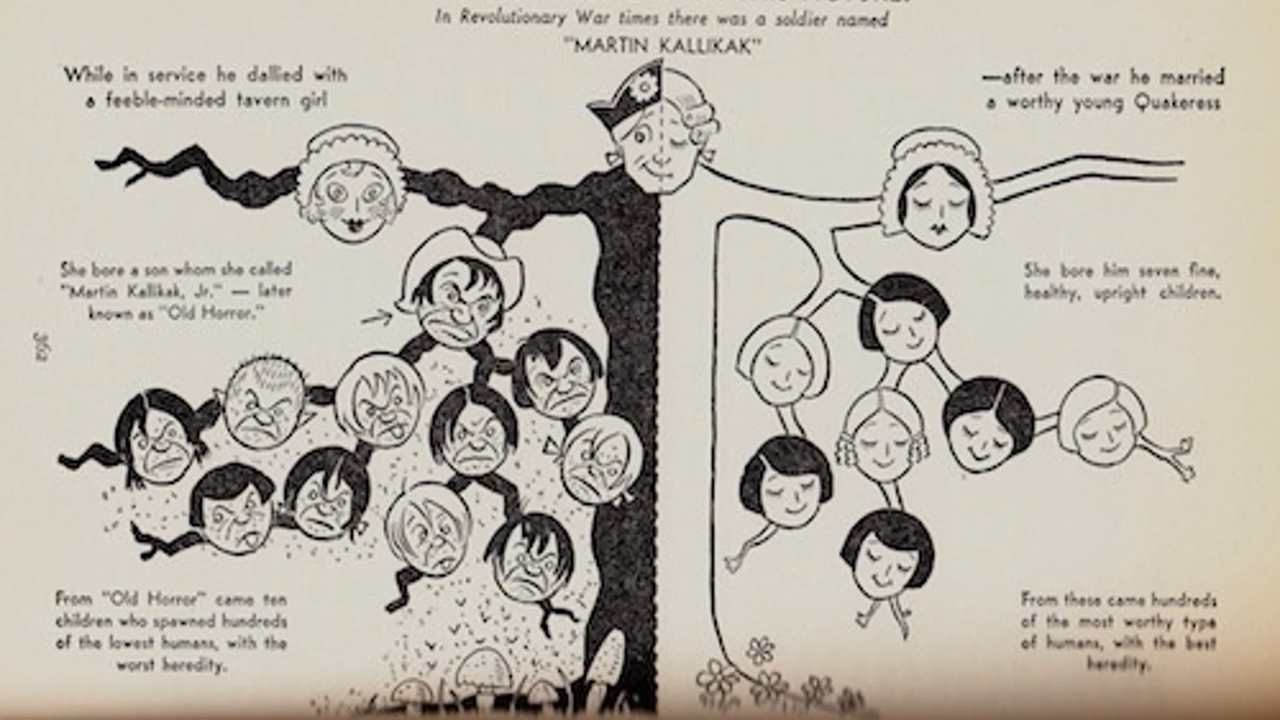 In Revolutionary War times there was a soldier named
"MARTIN KALLIKAK"
While in service he dallied with
a feeble-minded tavern girl
—after the war he married
a worthy young Quakeress
She bore a son whom she called
"Martin Kallikak, Jr." — later
known as "Old Horror."
She bore him seven fine,
healthy, upright children.
362
From "Old Horror" came ten
children who spawned hundreds
of the lowest humans, with the
worst heredity.
From these came hundreds
of the most worthy type
of humans, with the best
heredity.